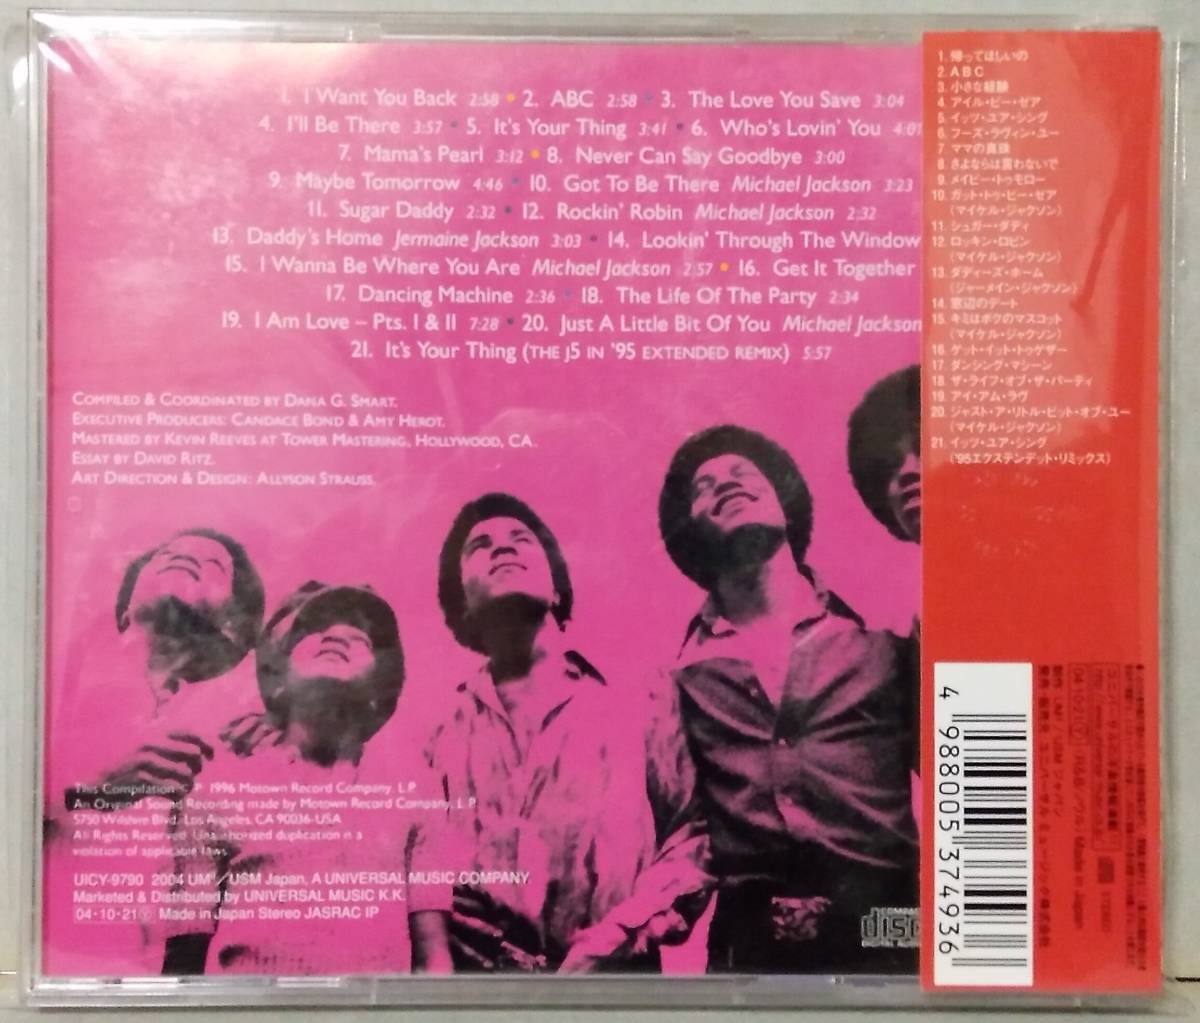 1. I Want You Back 2:58 • 2. ABC 2:58 • 3. The Love You Save 3:04
4. I'll Be There 3:57 • 5. It's Your Thing 3:41 • 6. Who's Lovin' You 4:01
7. Mama's Pearl 3:12 • 8. Never Can Say Goodbye 3:00
9. Maybe Tomorrow 4:46 • 10. Got To Be There Michael Jackson 3:23
11. Sugar Daddy 2:32 • 12. Rockin' Robin Michael Jackson 2:32
13. Daddy's Home Jermaine Jackson 3:03 • 14. Lookin' Through The Window
15. I Wanna Be Where You Are Michael Jackson 2:57 • 16. Get It Together
17. Dancing Machine 2:36 • 18. The Life Of The Party 2:34
19. I Am Love – Pts. I & II 7:28 • 20. Just A Little Bit Of You Michael Jackson
21. It's Your Thing (THE J5 IN '95 EXTENDED REMIX) 5:57
COMPILED & COORDINATED BY DANA G. SMART.
EXECUTIVE PRODUCERS: CANDACE BOND & AMY HEROT.
MASTERED BY KEVIN REEVES AT TOWER MASTERING, HOLLYWOOD, CA.
ESSAY BY DAVID RITZ.
ART DIRECTION & DESIGN: ALLYSON STRAUSS.
This Compilation © ℗ 1996 Motown Record Company, L.P.
An Original Sound Recording made by Motown Record Company, L.P.
5750 Wilshire Blvd. Los Angeles, CA 90036-USA
All Rights Reserved. Unauthorized duplication is a
violation of applicable laws.
UICY-9790 2004 UM³/USM Japan, A UNIVERSAL MUSIC COMPANY
Marketed & Distributed by UNIVERSAL MUSIC K.K.
04・10・21Ⓨ Made in Japan Stereo JASRAC IP
COMPACT
disc
DIGITAL AUDIO
1. 帰ってほしいの
2. ABC
3. 小さな経験
4. アイル・ビー・ゼア
5. イッツ・ユア・シング
6. フーズ・ラヴィン・ユー
7. ママの真珠
8. さよならは言わないで
9. メイビー・トゥモロー
10. ガット・トゥ・ビー・ゼア
(マイケル・ジャクソン)
11. シュガー・ダディ
12. ロッキン・ロビン
(マイケル・ジャクソン)
13. ダディーズ・ホーム
(ジャーメイン・ジャクソン)
14. 窓辺のデート
15. キミはボクのマスコット
(マイケル・ジャクソン)
16. ゲット・イット・トゥゲザー
17. ダンシング・マシーン
18. ザ・ライフ・オブ・ザ・パーティ
19. アイ・アム・ラヴ
20. ジャスト・ア・リトル・ビット・オブ・ユー
(マイケル・ジャクソン)
21. イッツ・ユア・シング
('95エクステンデット・リミックス)
4 988005 374936
Made in Japan